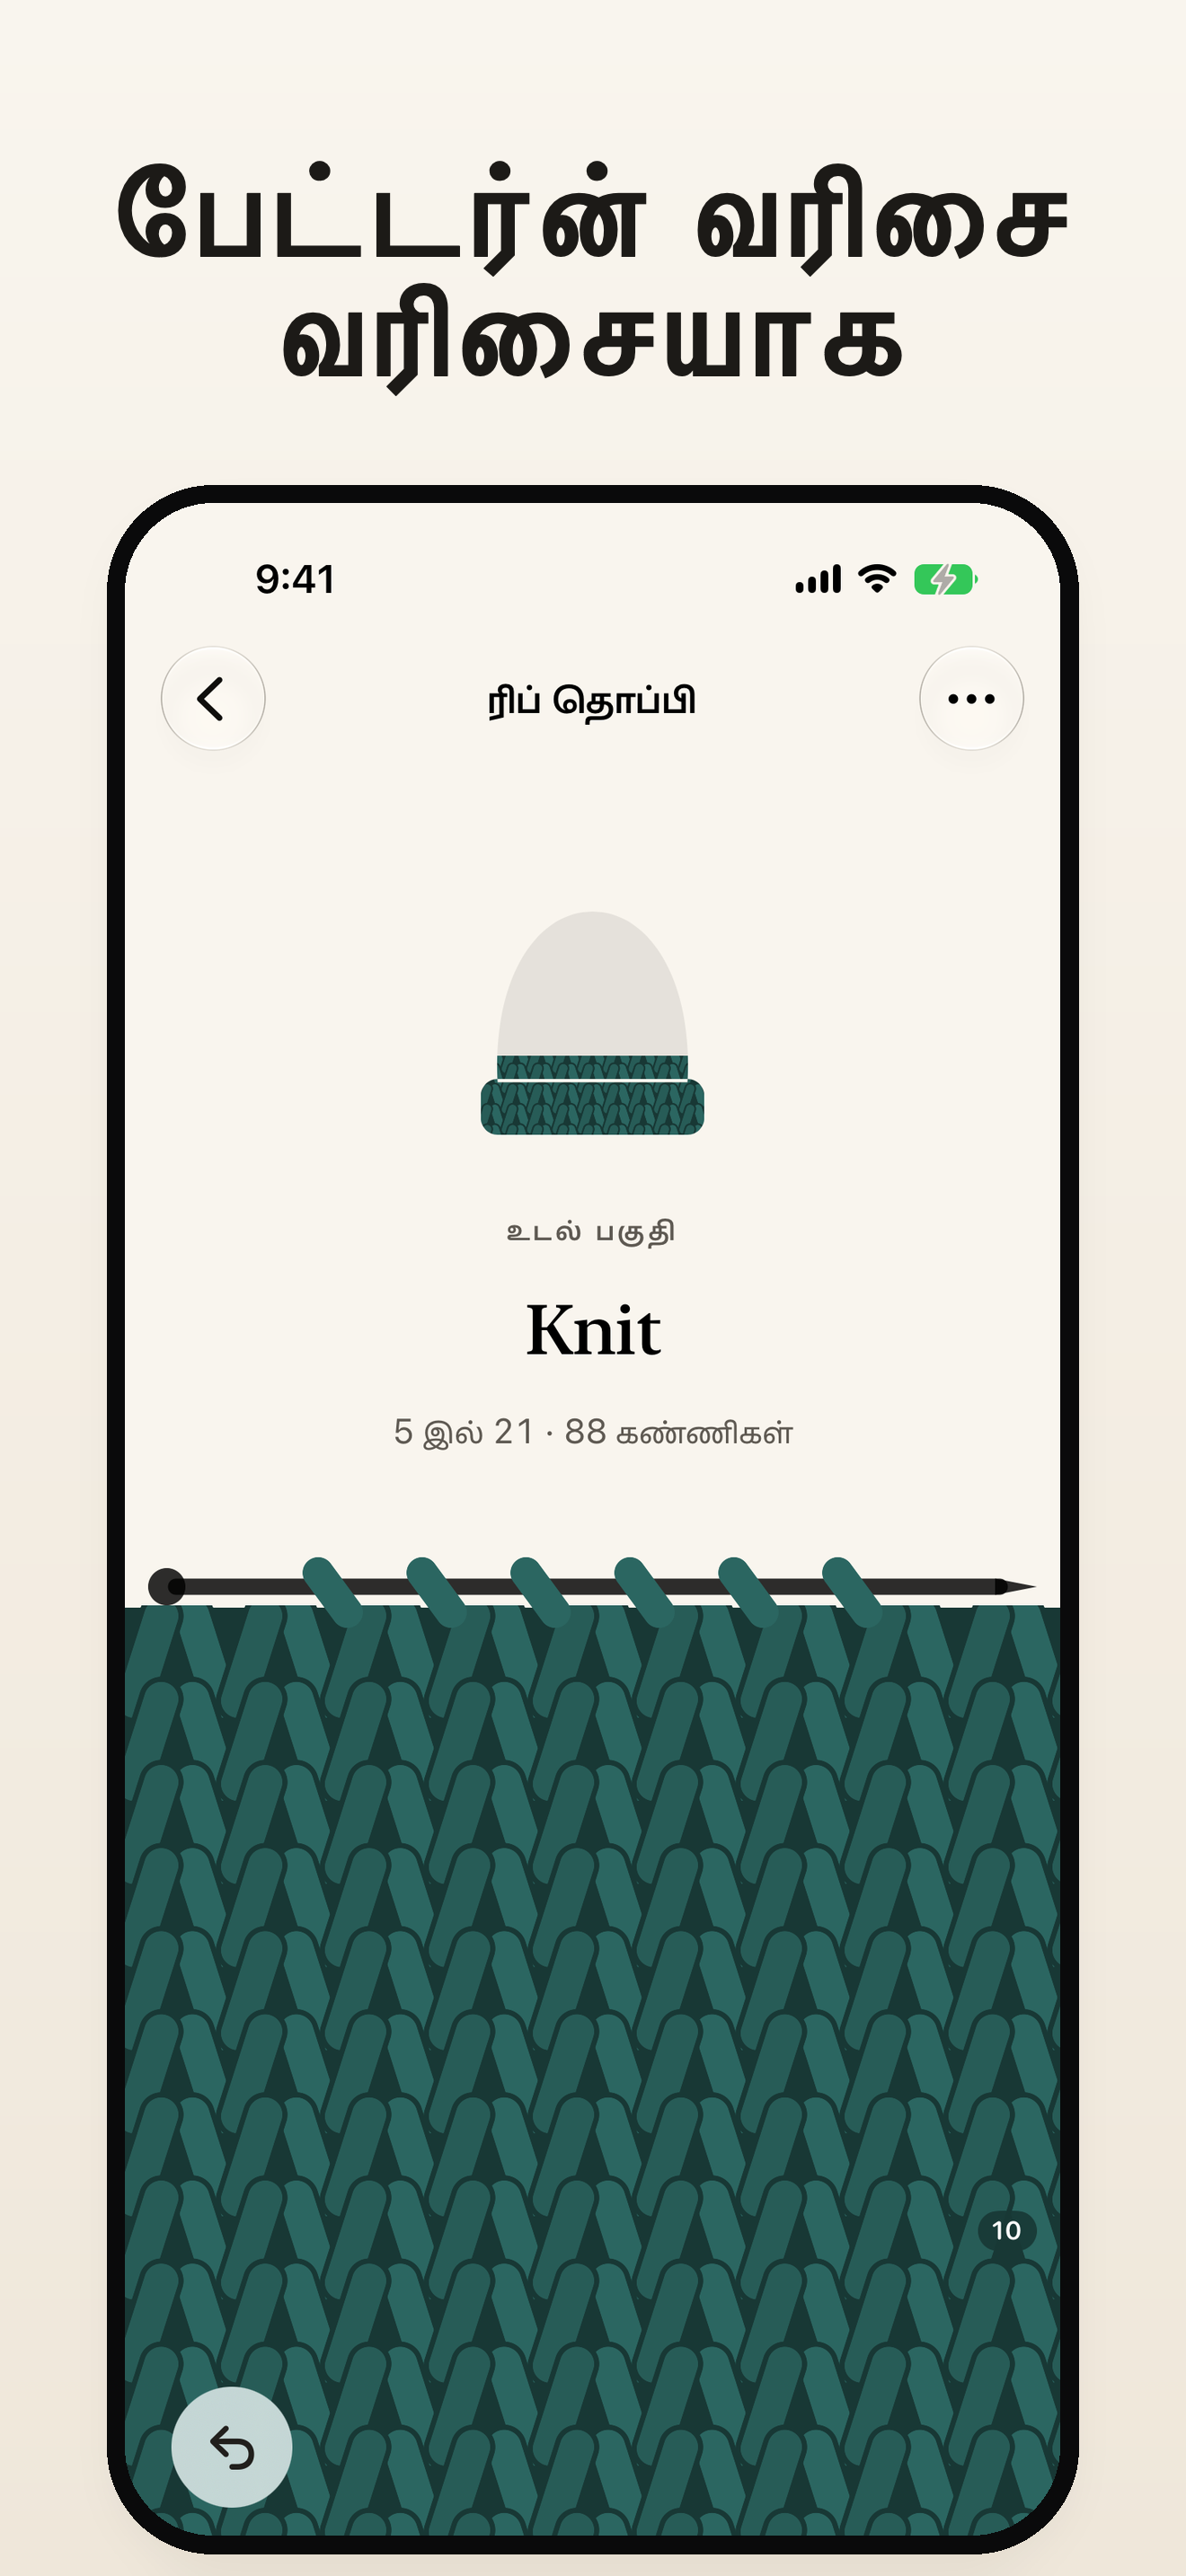 பேட்டர்ன் வரிசை
வரிசையாக
9:41
ரிப் தொப்பி
உடல் பகுதி
Knit
5 இல் 21 · 88 கண்ணிகள்
10